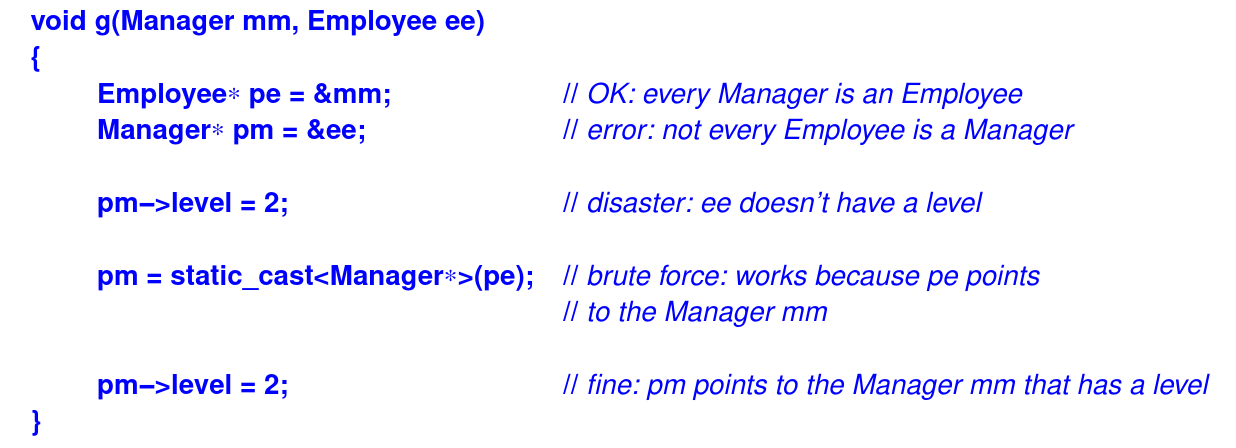 void g(Manager mm, Employee ee)
{
Employee∗ pe = &mm; // OK: every Manager is an Employee
Manager∗ pm = &ee; // error: not every Employee is a Manager
pm−>level = 2; // disaster: ee doesn’t have a level
pm = static_cast<Manager∗>(pe); // brute force: works because pe points
// to the Manager mm
pm−>level = 2; // fine: pm points to the Manager mm that has a level
}